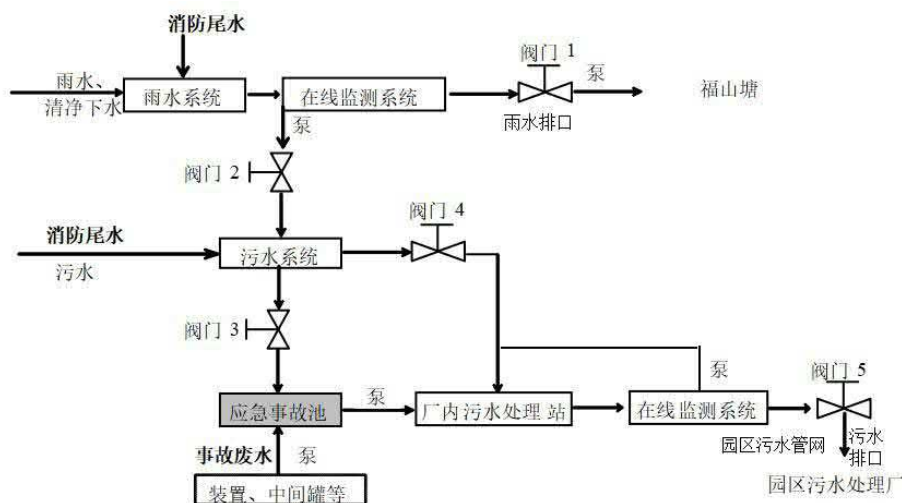 消防尾水
阀门 1
雨水、
清净下水
雨水系统
在线监测系统
泵
福山塘
雨水排口
泵
阀门 2
阀门 4
消防尾水
污水
污水系统
阀门 3
泵
阀门 5
应急事故池
泵
厂内污水处理 站
在线监测系统
事故废水
泵
园区污水管网
污水
排口
装置、中间罐等
园区污水处理厂